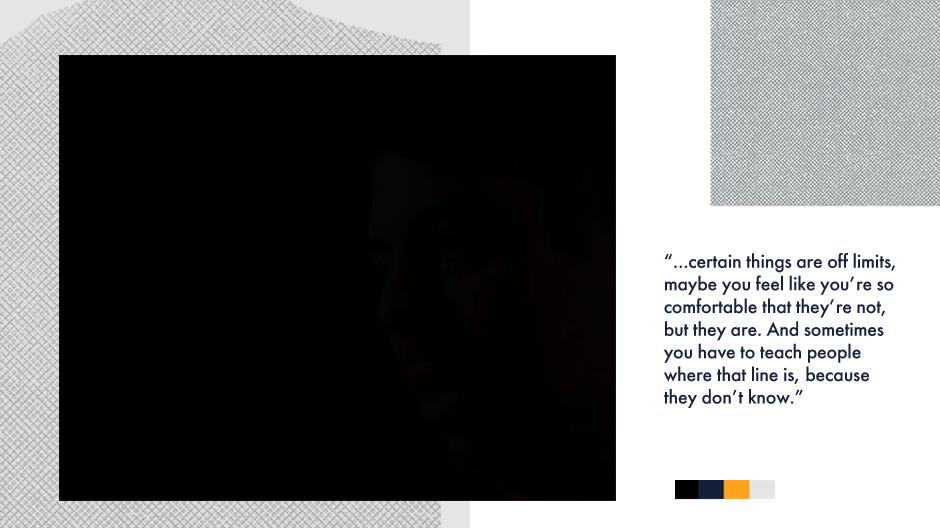 “...certain things are off limits,
maybe you feel like you’re so
comfortable that they’re not,
but they are. And sometimes
you have to teach people
where that line is, because
they don’t know.”